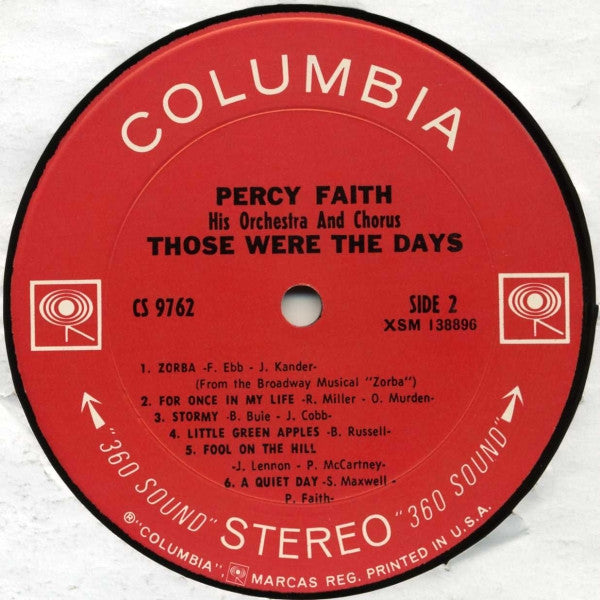 COLUMBIA
PERCY FAITH
His Orchestra And Chorus
THOSE WERE THE DAYS
CS 9762
SIDE 2
XSM 138896
1. ZORBA -F. Ebb - J. Kander-
(From the Broadway Musical "Zorba")
2. FOR ONCE IN MY LIFE -R. Miller - O. Murden-
3. STORMY -B. Buie - J. Cobb-
4. LITTLE GREEN APPLES -B. Russell-
5. FOOL ON THE HILL
-J. Lennon - P. McCartney-
6. A QUIET DAY -S. Maxwell -
P. Faith-
"360 SOUND" STEREO "360 SOUND"
® "COLUMBIA", MARCAS REG. PRINTED IN U.S.A.